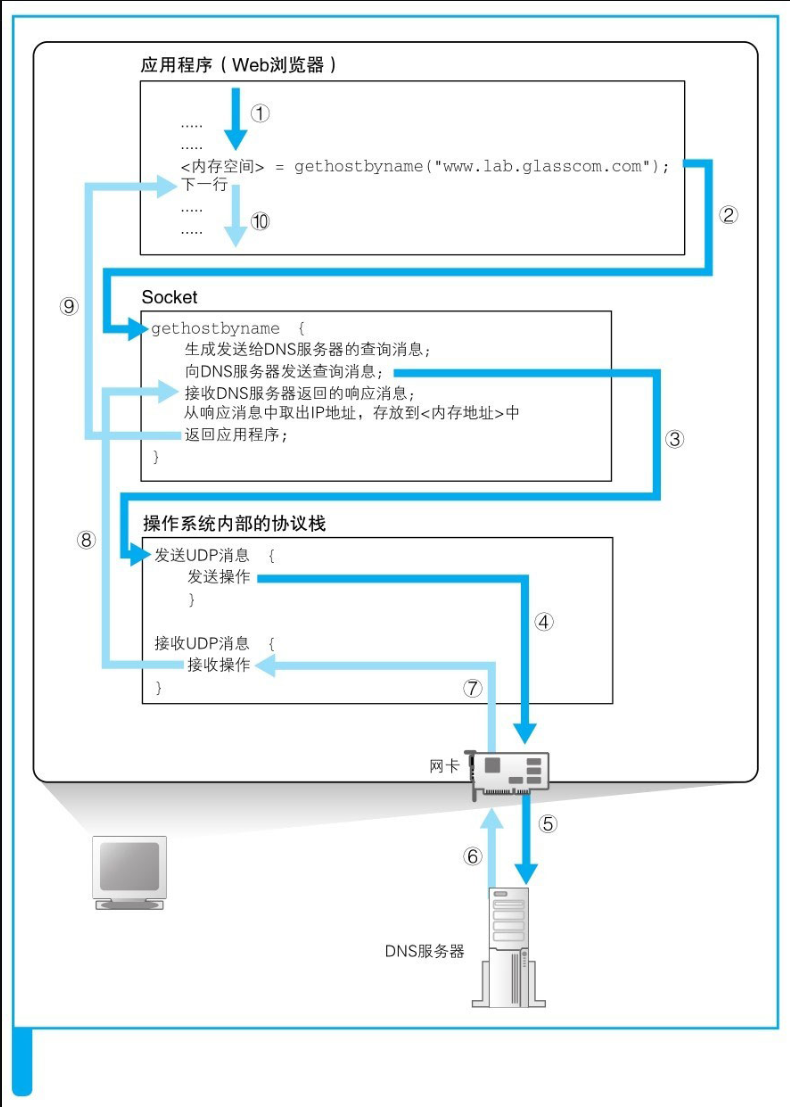 应用程序（Web浏览器）
①
.....
.....
<内存空间> = gethostbyname("www.lab.glasscom.com");
下一行
②
⑩
.....
.....
⑨
Socket
gethostbyname {
生成发送给DNS服务器的查询消息;
向DNS服务器发送查询消息;
接收DNS服务器返回的响应消息;
从响应消息中取出IP地址，存放到<内存地址>中
返回应用程序;
③
}
操作系统内部的协议栈
⑧
发送UDP消息 {
发送操作
}
④
接收UDP消息 {
接收操作
}
⑦
网卡
⑤
⑥
DNS服务器